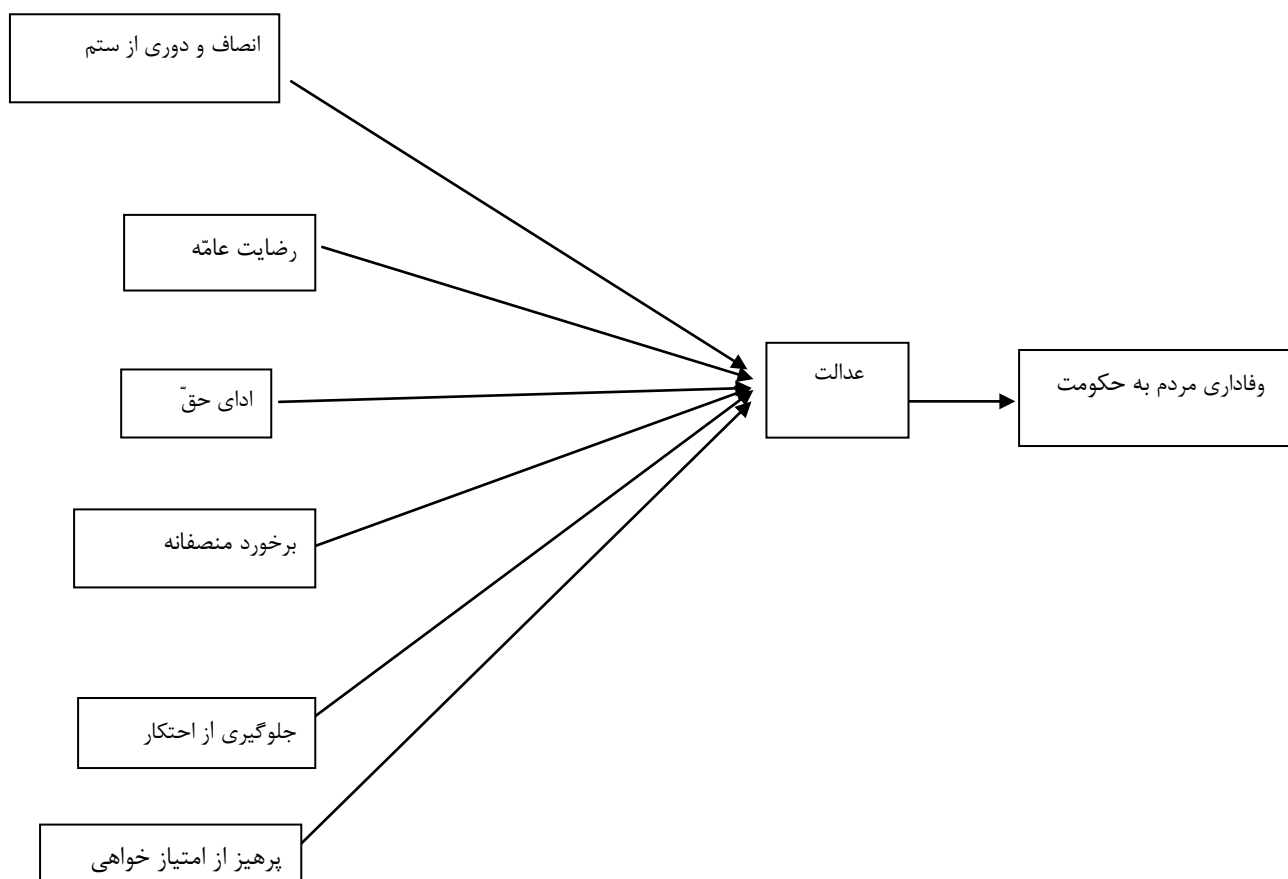 انصاف و دوری از ستم
رضایت عامّه
ادای حقّ
برخورد منصفانه
جلوگیری از احتکار
پرهیز از امتیاز خواهی
عدالت
وفاداری مردم به حکومت